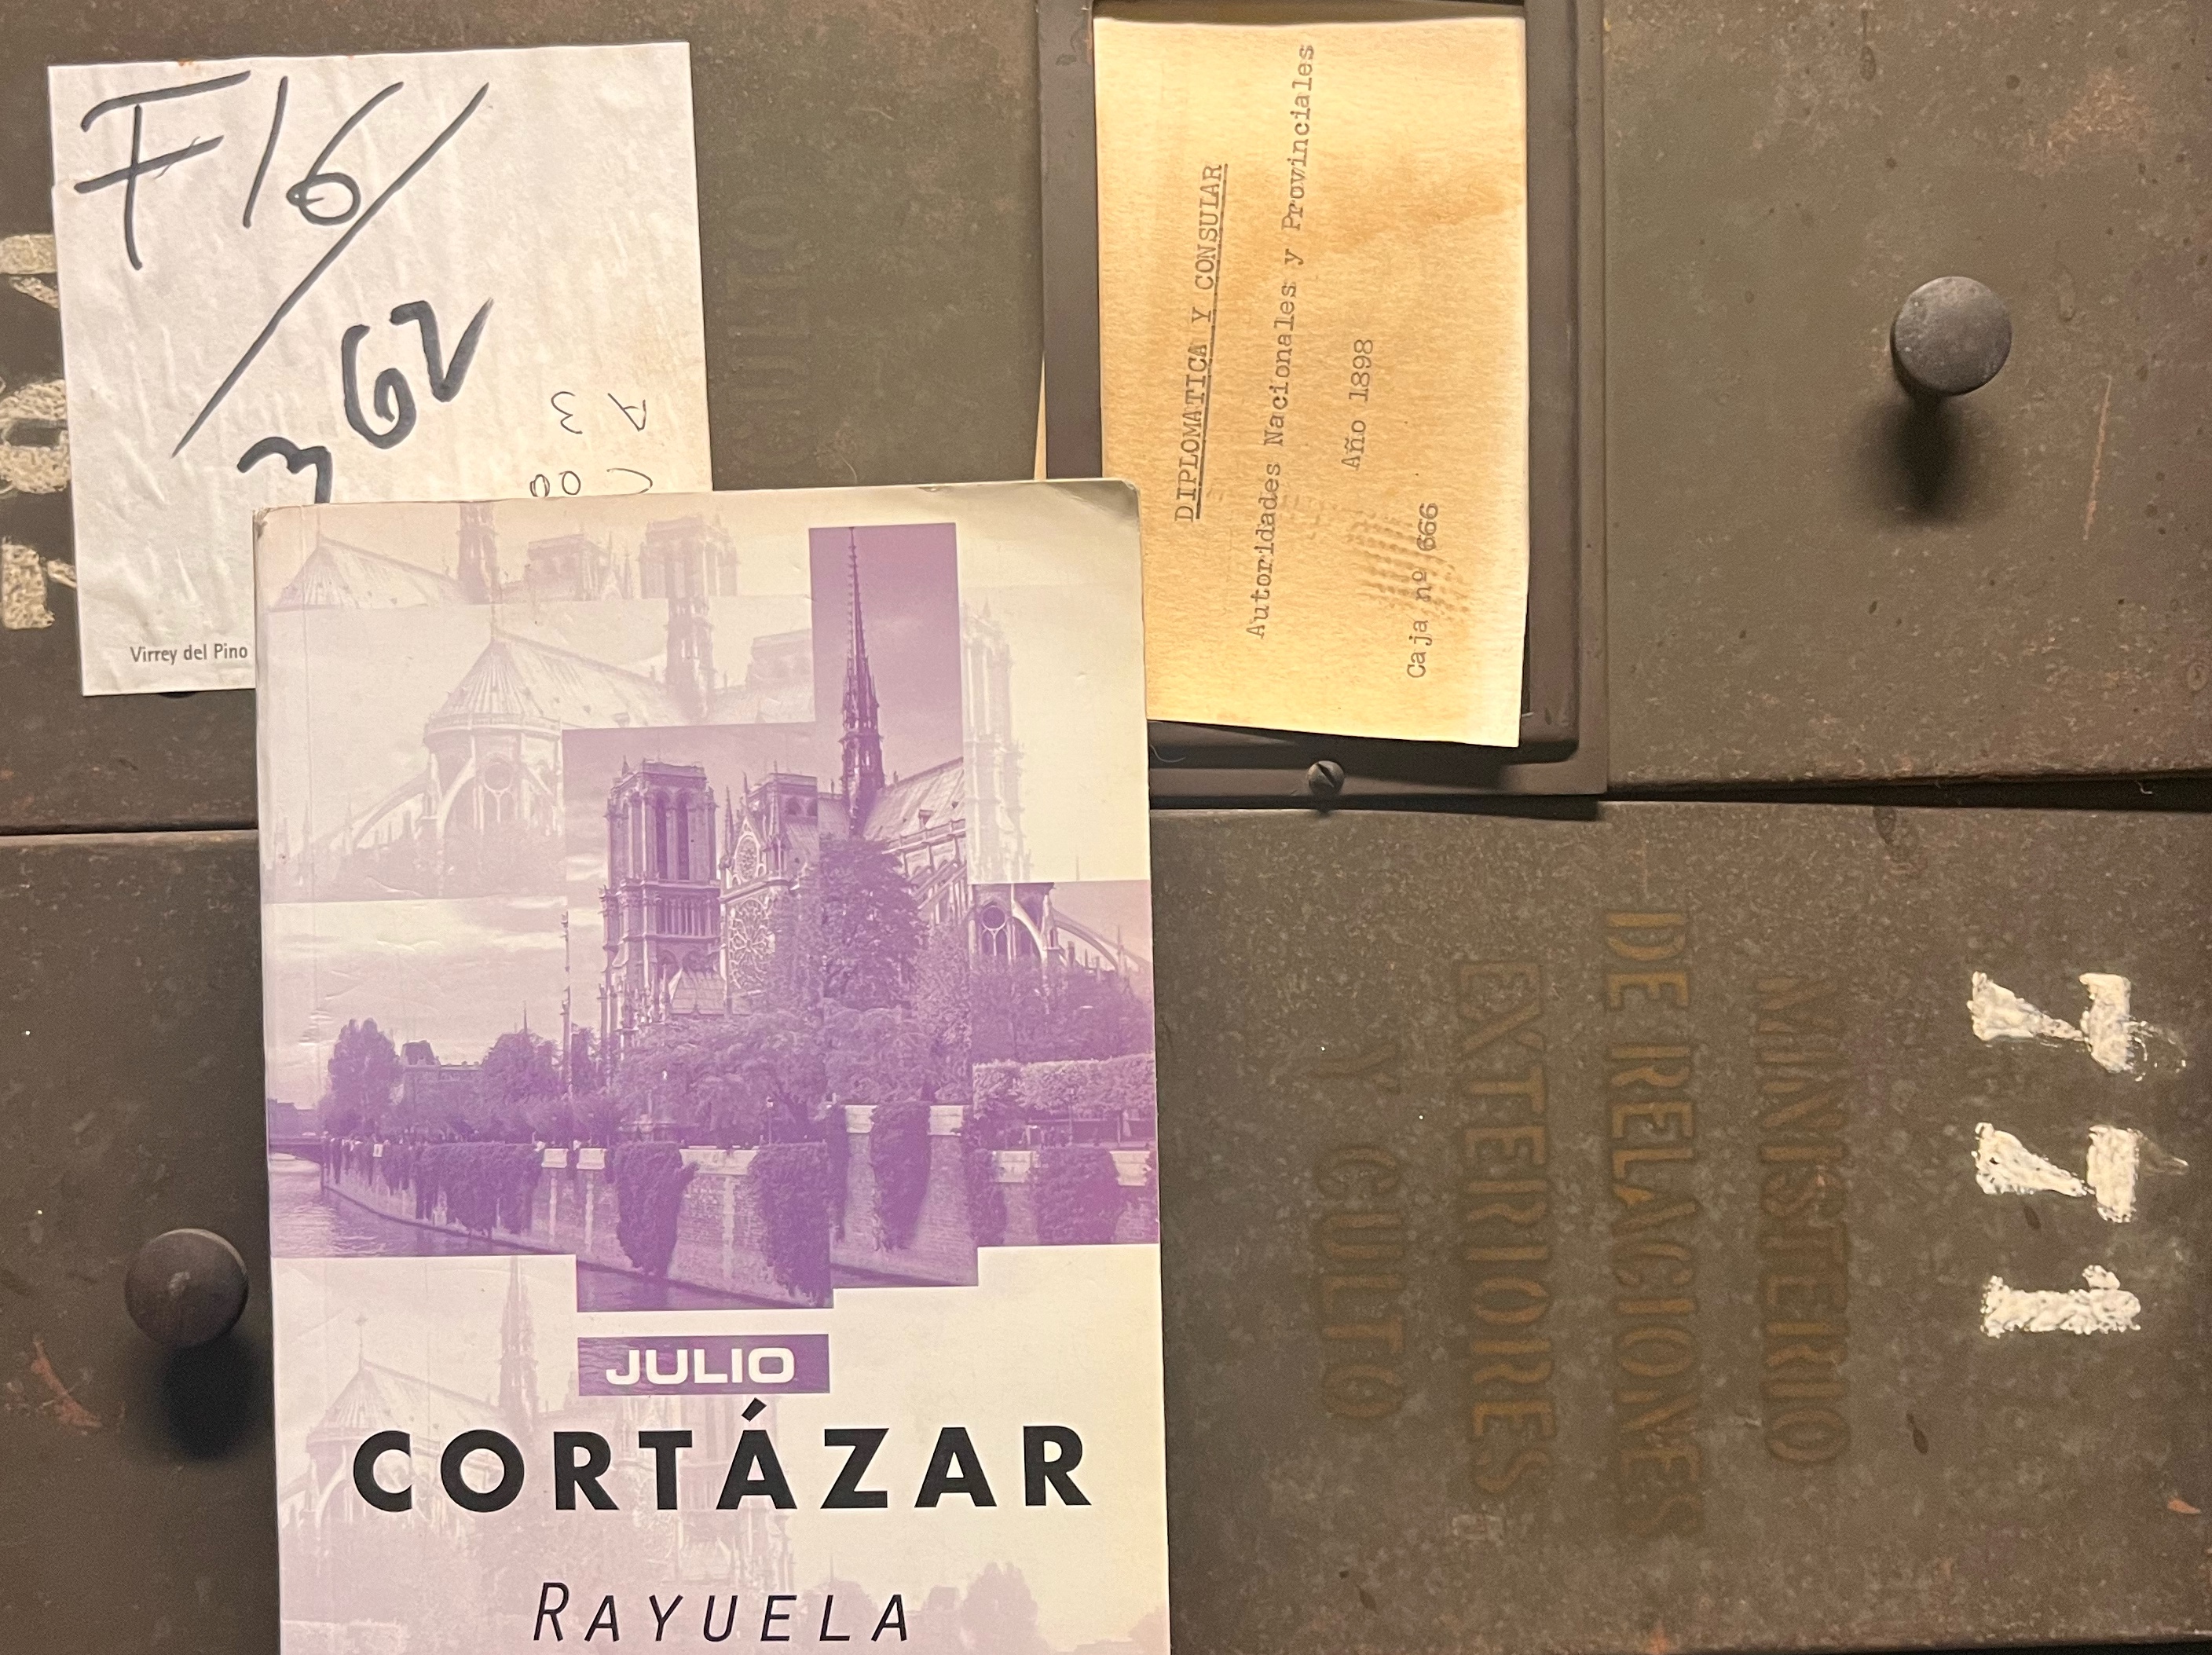 F16/
362
Virrey del Pino
DIPLOMATICA Y CONSULAR
Autoridades Nacionales y Provinciales
Año 1898
Caja nº 666
JULIO
CORTÁZAR
RAYUELA
MINISTERIO
DE RELACIONES
EXTERIORES
Y CULTO